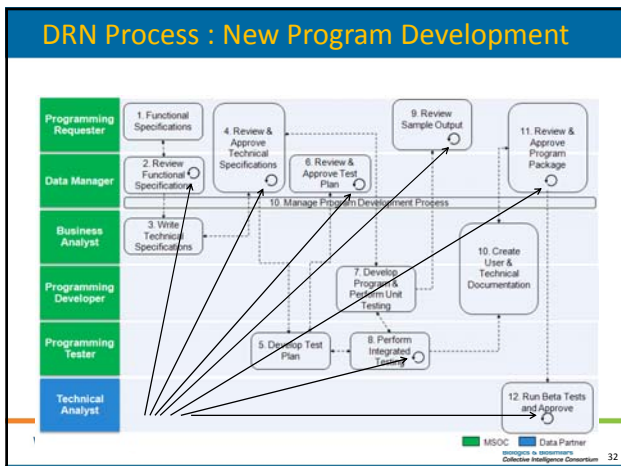 DRN Process : New Program Development
Programming
Requester
1. Functional
Specifications
4. Review &
Approve
Technical
Specifications
9. Review
Sample Output
11. Review &
Approve
Program
Package
Data Manager
2. Review
Functional
Specifications
6. Review &
Approve Test
Plan
10. Manage Program Development Process
Business
Analyst
3. Write
Technical
Specifications
10. Create
User &
Technical
Documentation
Programming
Developer
7. Develop
Program &
Perform Unit
Testing
Programming
Tester
5. Develop Test
Plan
8. Perform
Integrated
Testing
Technical
Analyst
12. Run Beta Tests
and Approve
MSOC
Data Partner
Biologics & Biosimilars
Collective Intelligence Consortium
32